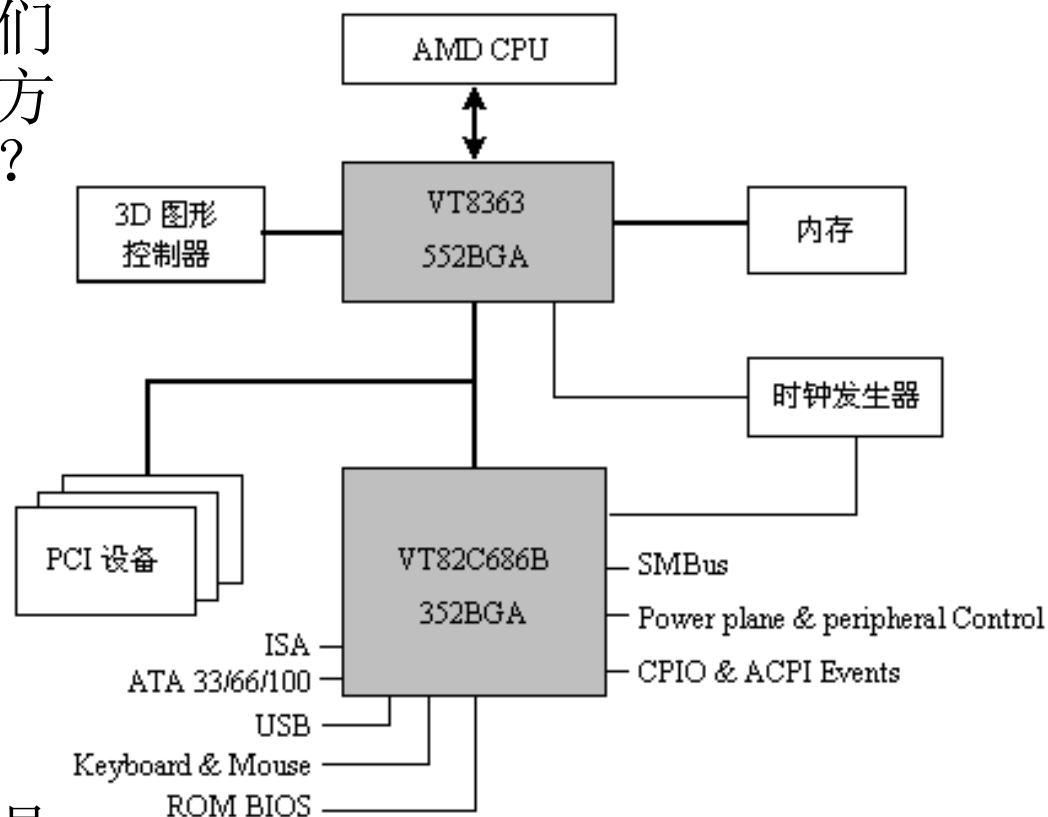 们
方
?
AMD CPU
VT8363
552BGA
3D 图形
控制器
内存
时钟发生器
PCI 设备
VT82C686B
352BGA
SMBus
Power plane & peripheral Control
CPIO & ACPI Events
ISA
ATA 33/66/100
USB
Keyboard & Mouse
ROM BIOS